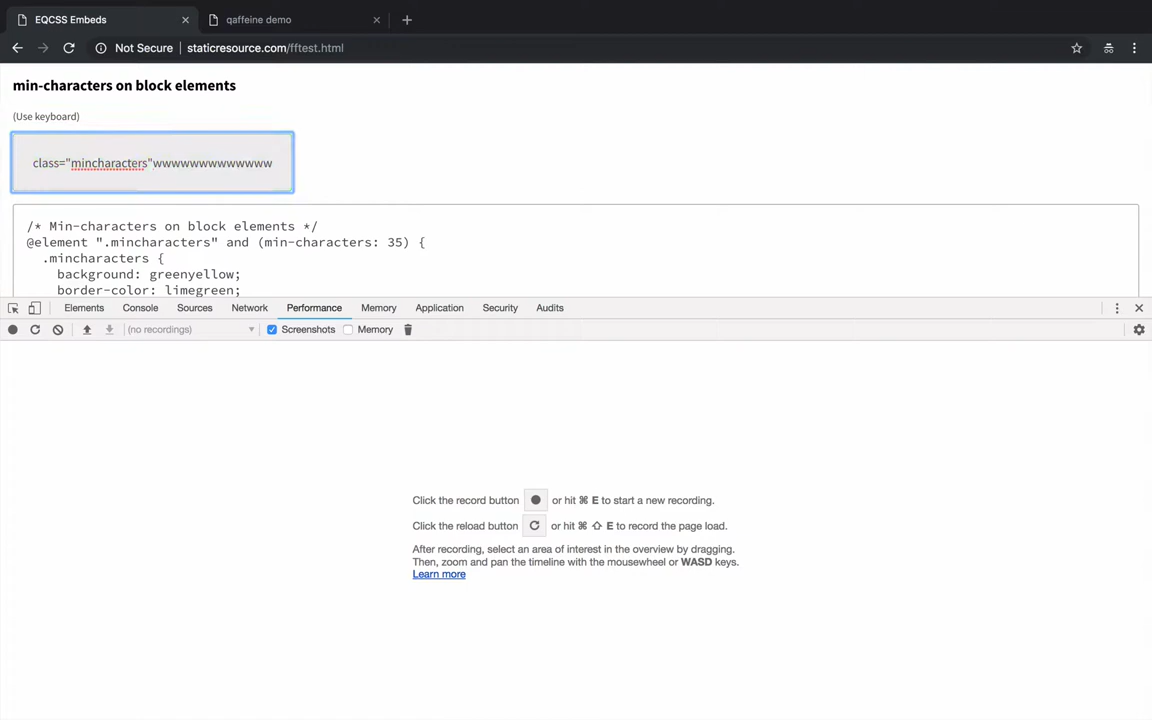 EQCSS Embeds
qaffeine demo
Not Secure staticresource.com/fftest.html
min-characters on block elements
(Use keyboard)
class="mincharacters"wwwwwwwwwwwww
/* Min-characters on block elements */
@element ".mincharacters" and (min-characters: 35) {
.mincharacters {
background: greenyellow;
border-color: limegreen;
Elements Console Sources Network Performance Memory Application Security Audits
(no recordings) Screenshots Memory
Click the record button or hit ⌘ E to start a new recording.
Click the reload button or hit ⌘ ⇧ E to record the page load.
After recording, select an area of interest in the overview by dragging.
Then, zoom and pan the timeline with the mousewheel or WASD keys.
Learn more